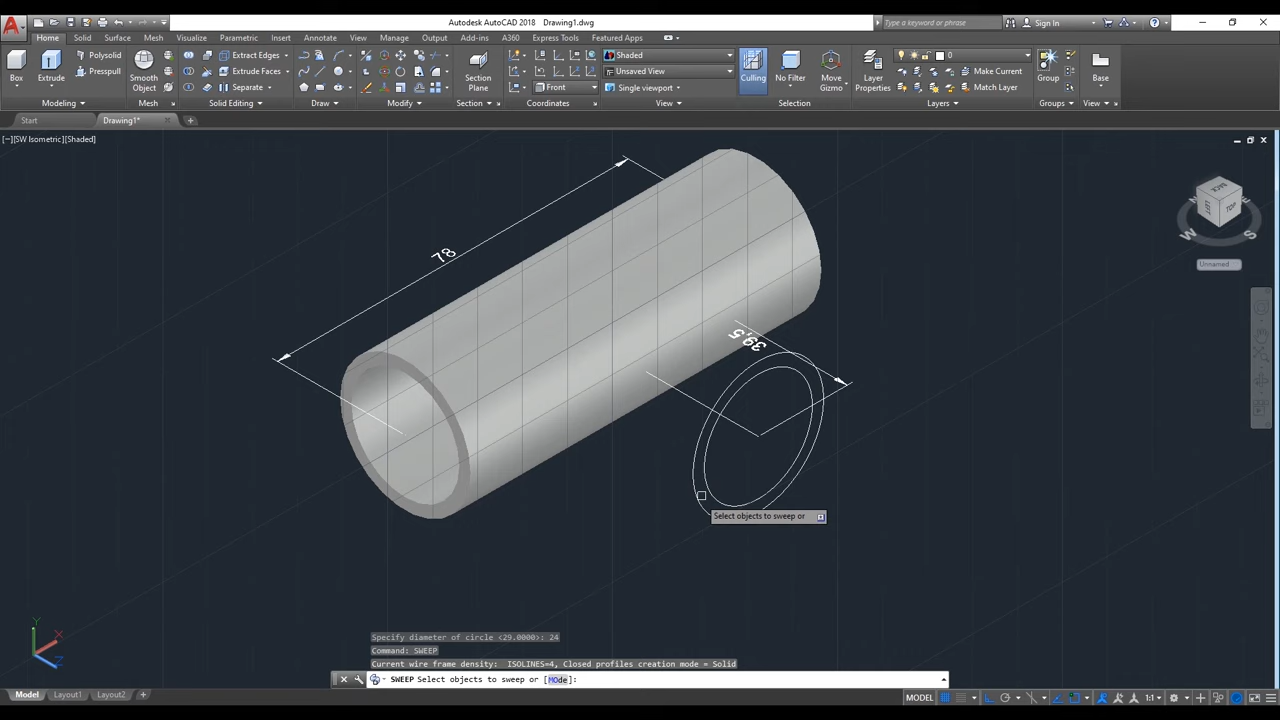 Autodesk AutoCAD 2018 Drawing1.dwg
Type a keyword or phrase
Sign In
Home Solid Surface Mesh Visualize Parametric Insert Annotate View Manage Output Add-ins A360 Express Tools Featured Apps
Box
Extrude
Polysolid
Presspull
Smooth
Object
Extract Edges
Extrude Faces
Separate
Section
Plane
Front
Shaded
Unsaved View
Single viewport
Culling
No Filter
Move
Gizmo
Layer
Properties
0
Make Current
Match Layer
Group
Base
Modeling
Mesh
Solid Editing
Draw
Modify
Section
Coordinates
View
Selection
Layers
Groups
View
Start
Drawing1*
[−][SW Isometric][Shaded]
BACK
TOP
W
S
Unnamed
78
39,5
Select objects to sweep or
Y
X
Z
Specify diameter of circle <29.0000>: 24
Command: SWEEP
Current wire frame density: ISOLINES=4, Closed profiles creation mode = Solid
SWEEP Select objects to sweep or [MOde]:
Model Layout1 Layout2
MODEL
1:1